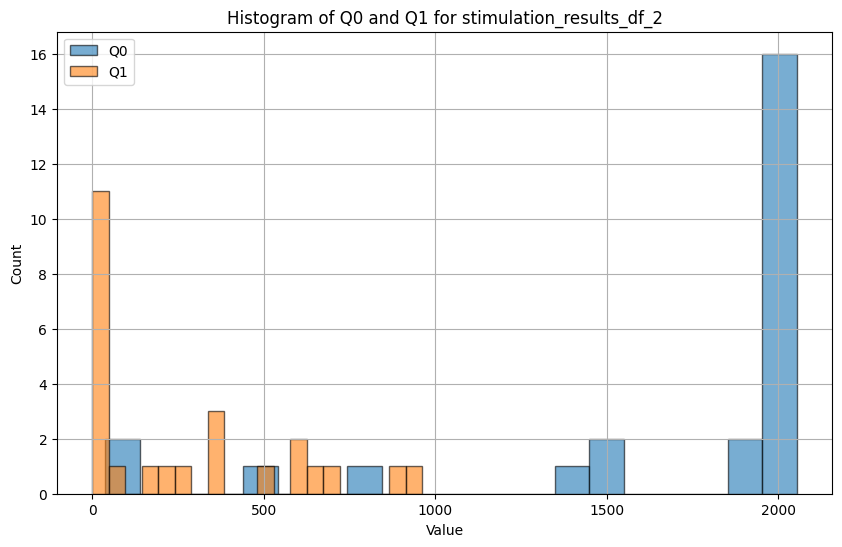 Histogram of Q0 and Q1 for stimulation_results_df_2
Q0
Q1
16
14
12
10
8
6
4
2
0
Count
0 500 1000 1500 2000
Value